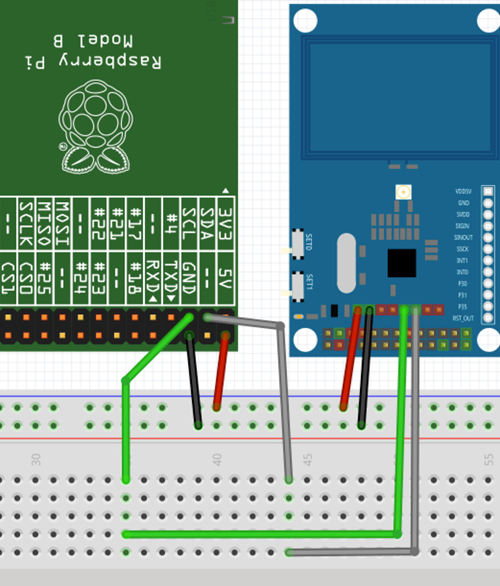 Raspberry Pi
Model B
--
SCLK
MISO
MOSI
--
#22
#21
#17
--
#4
SCL
SDA
3V3
CS1
CS0
#25
--
#24
#23
--
#18
RXD
TXD
GND
--
5V
SET0
SET1
VDD5V
GND
SVDD
SIGIN
SINOUT
SSCK
INT1
INT0
P30
P31
P35
RST_OUT
30
40
45
55